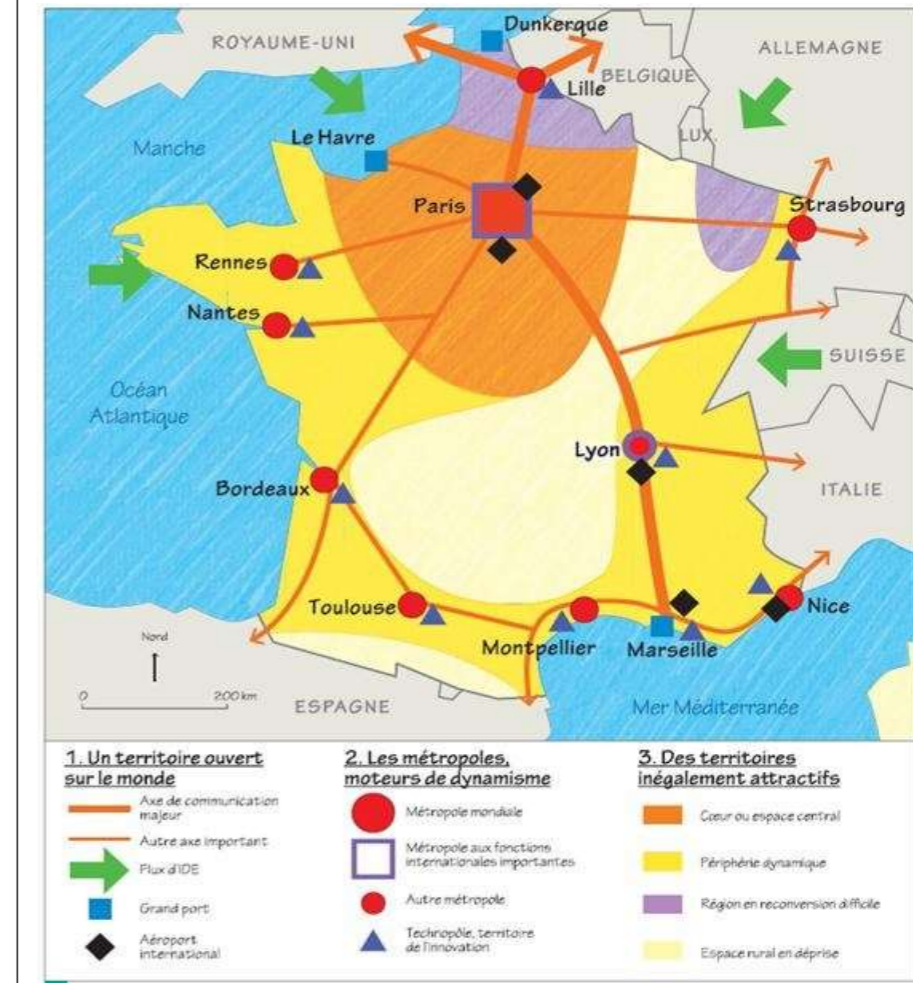 Dunkerque
ROYAUME-UNI
ALLEMAGNE
BELGIQUE
Lille
LUX.
Le Havre
Manche
Paris
Strasbourg
Rennes
Nantes
SUISSE
Océan
Atlantique
Lyon
Bordeaux
ITALIE
Toulouse
Nice
Montpellier
Marseille
Nord
0 200 km
ESPAGNE
Mer Méditerranée
1. Un territoire ouvert
sur le monde
Axe de communication
majeur
Autre axe important
Flux d'IDE
Grand port
Aéroport
international
2. Les métropoles,
moteurs de dynamisme
Métropole mondiale
Métropole aux fonctions
internationales importantes
Autre métropole
Technopôle, territoire
de l'innovation
3. Des territoires
inégalement attractifs
Cœur ou espace central
Périphérie dynamique
Région en reconversion difficile
Espace rural en déprise